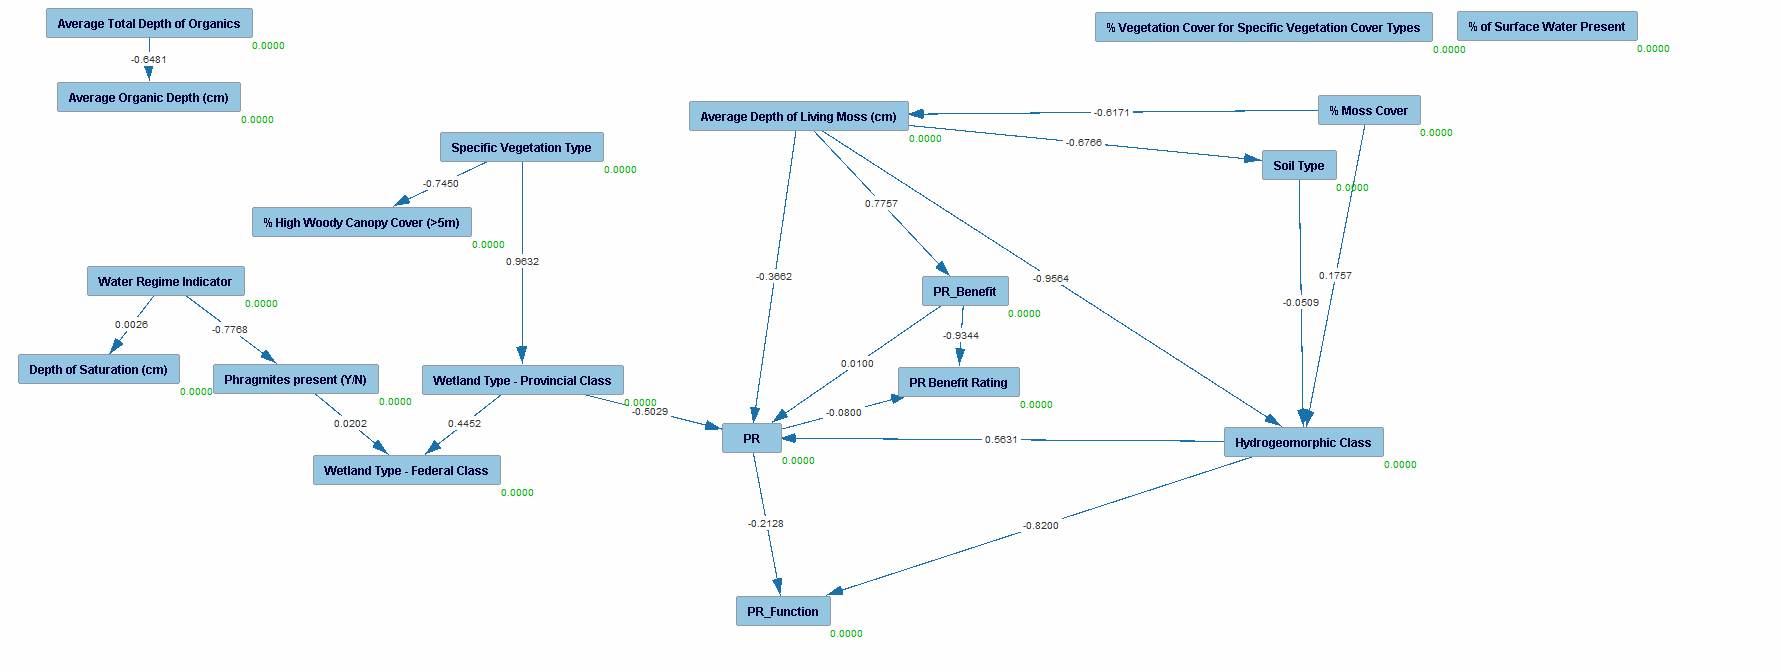 Average Total Depth of Organics
0.0000
-0.6481
Average Organic Depth (cm)
0.0000
% Vegetation Cover for Specific Vegetation Cover Types
0.0000
% of Surface Water Present
0.0000
Average Depth of Living Moss (cm)
0.0000
-0.6171
% Moss Cover
0.0000
-0.6766
Soil Type
0.0000
Specific Vegetation Type
0.0000
-0.7450
% High Woody Canopy Cover (>5m)
0.0000
0.9632
0.7757
-0.3662
-0.9564
0.1757
-0.0509
Water Regime Indicator
0.0000
0.0026
-0.7768
PR_Benefit
0.0000
-0.9344
0.0100
Depth of Saturation (cm)
0.0000
Phragmites present (Y/N)
0.0000
Wetland Type - Provincial Class
0.0000
-0.5029
PR Benefit Rating
0.0000
-0.0800
0.0202
0.4452
PR
0.0000
0.5631
Hydrogeomorphic Class
0.0000
Wetland Type - Federal Class
0.0000
-0.2128
-0.8200
PR_Function
0.0000